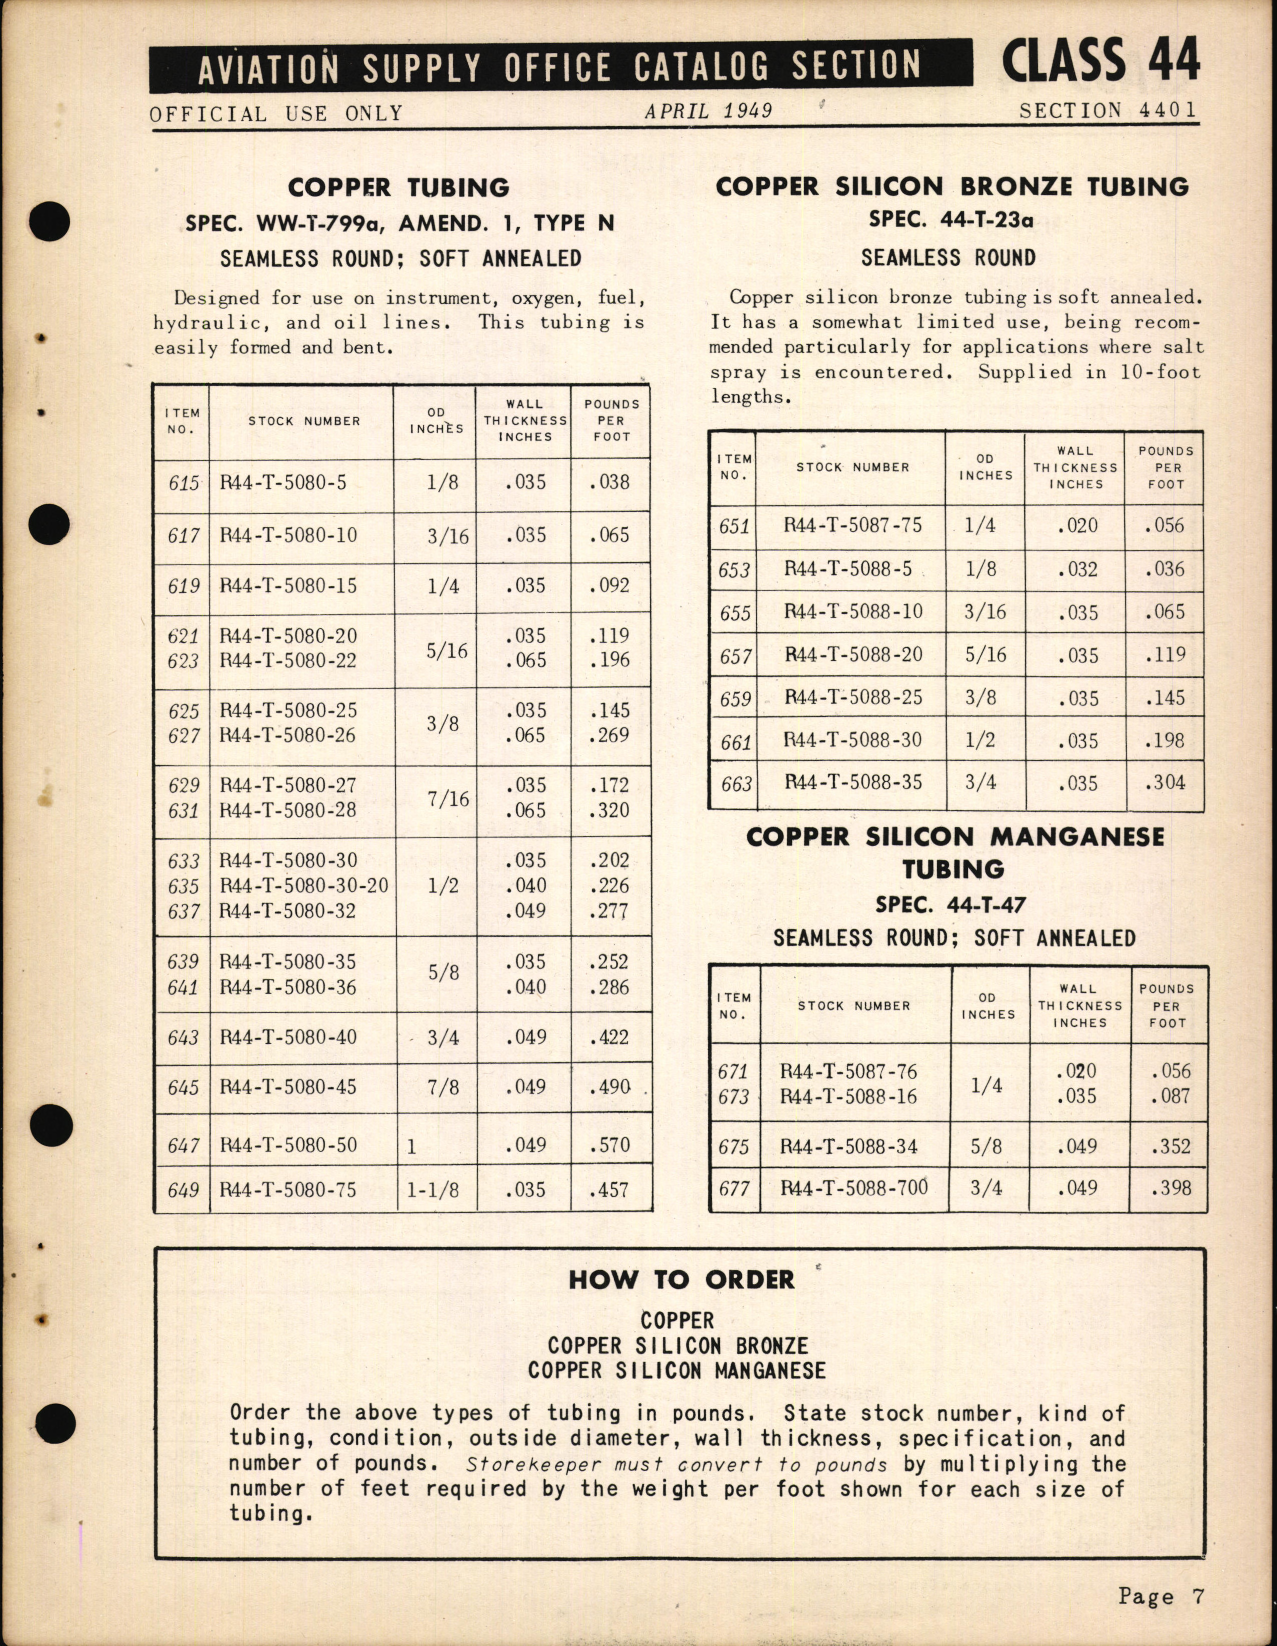 AVIATION SUPPLY OFFICE CATALOG SECTION CLASS 44
OFFICIAL USE ONLY APRIL 1949 SECTION 4401
COPPER TUBING
SPEC. WW-T-799a, AMEND. 1, TYPE N
SEAMLESS ROUND; SOFT ANNEALED
Designed for use on instrument, oxygen, fuel,
hydraulic, and oil lines. This tubing is
easily formed and bent.
ITEM NO. STOCK NUMBER OD INCHES WALL THICKNESS INCHES POUNDS PER FOOT
615 R44-T-5080-5 1/8 .035 .038
617 R44-T-5080-10 3/16 .035 .065
619 R44-T-5080-15 1/4 .035 .092
621 R44-T-5080-20 5/16 .035 .119
623 R44-T-5080-22 .065 .196
625 R44-T-5080-25 3/8 .035 .145
627 R44-T-5080-26 .065 .269
629 R44-T-5080-27 7/16 .035 .172
631 R44-T-5080-28 .065 .320
633 R44-T-5080-30 .035 .202
635 R44-T-5080-30-20 1/2 .040 .226
637 R44-T-5080-32 .049 .277
639 R44-T-5080-35 5/8 .035 .252
641 R44-T-5080-36 .040 .286
643 R44-T-5080-40 3/4 .049 .422
645 R44-T-5080-45 7/8 .049 .490
647 R44-T-5080-50 1 .049 .570
649 R44-T-5080-75 1-1/8 .035 .457
COPPER SILICON BRONZE TUBING
SPEC. 44-T-23a
SEAMLESS ROUND
Copper silicon bronze tubing is soft annealed.
It has a somewhat limited use, being recom-
mended particularly for applications where salt
spray is encountered. Supplied in 10-foot
lengths.
ITEM NO. STOCK NUMBER OD INCHES WALL THICKNESS INCHES POUNDS PER FOOT
651 R44-T-5087-75 1/4 .020 .056
653 R44-T-5088-5 1/8 .032 .036
655 R44-T-5088-10 3/16 .035 .065
657 R44-T-5088-20 5/16 .035 .119
659 R44-T-5088-25 3/8 .035 .145
661 R44-T-5088-30 1/2 .035 .198
663 R44-T-5088-35 3/4 .035 .304
COPPER SILICON MANGANESE
TUBING
SPEC. 44-T-47
SEAMLESS ROUND; SOFT ANNEALED
ITEM NO. STOCK NUMBER OD INCHES WALL THICKNESS INCHES POUNDS PER FOOT
671 R44-T-5087-76 1/4 .020 .056
673 R44-T-5088-16 .035 .087
675 R44-T-5088-34 5/8 .049 .352
677 R44-T-5088-700 3/4 .049 .398
HOW TO ORDER
COPPER
COPPER SILICON BRONZE
COPPER SILICON MANGANESE
Order the above types of tubing in pounds. State stock number, kind of
tubing, condition, outside diameter, wall thickness, specification, and
number of pounds. Storekeeper must convert to pounds by multiplying the
number of feet required by the weight per foot shown for each size of
tubing.
Page 7